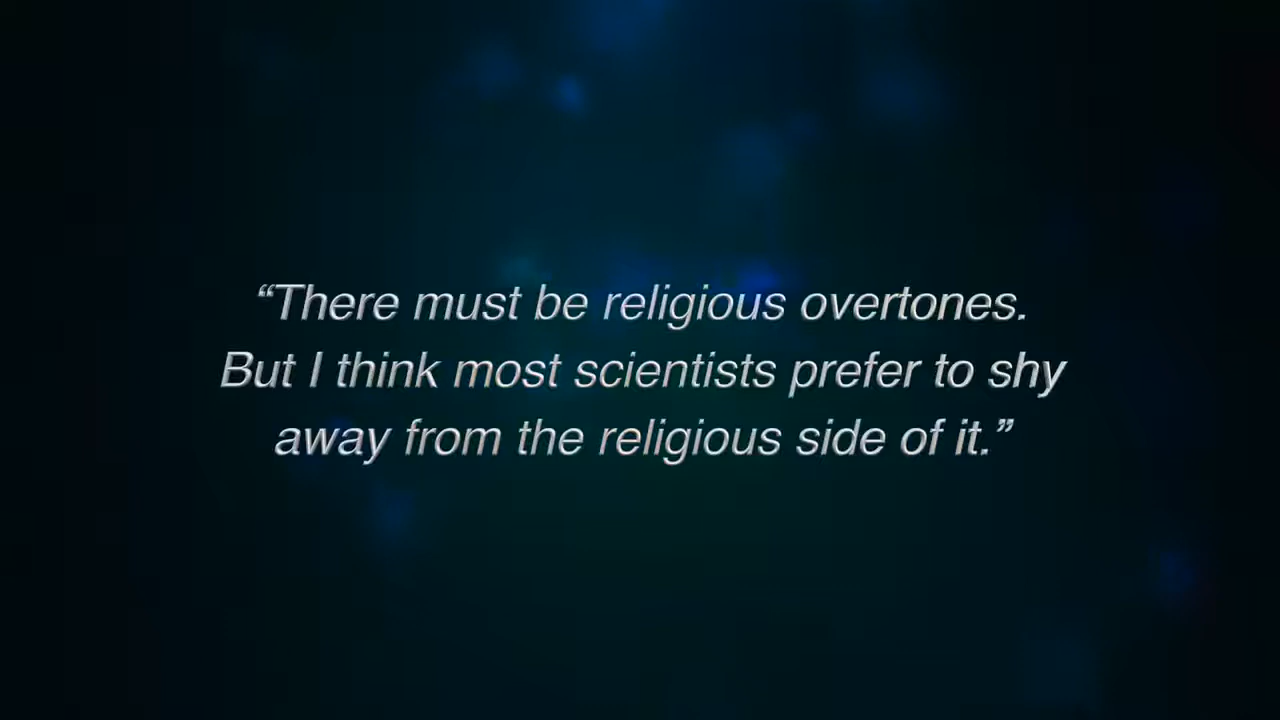 “There must be religious overtones.
But I think most scientists prefer to shy
away from the religious side of it.”